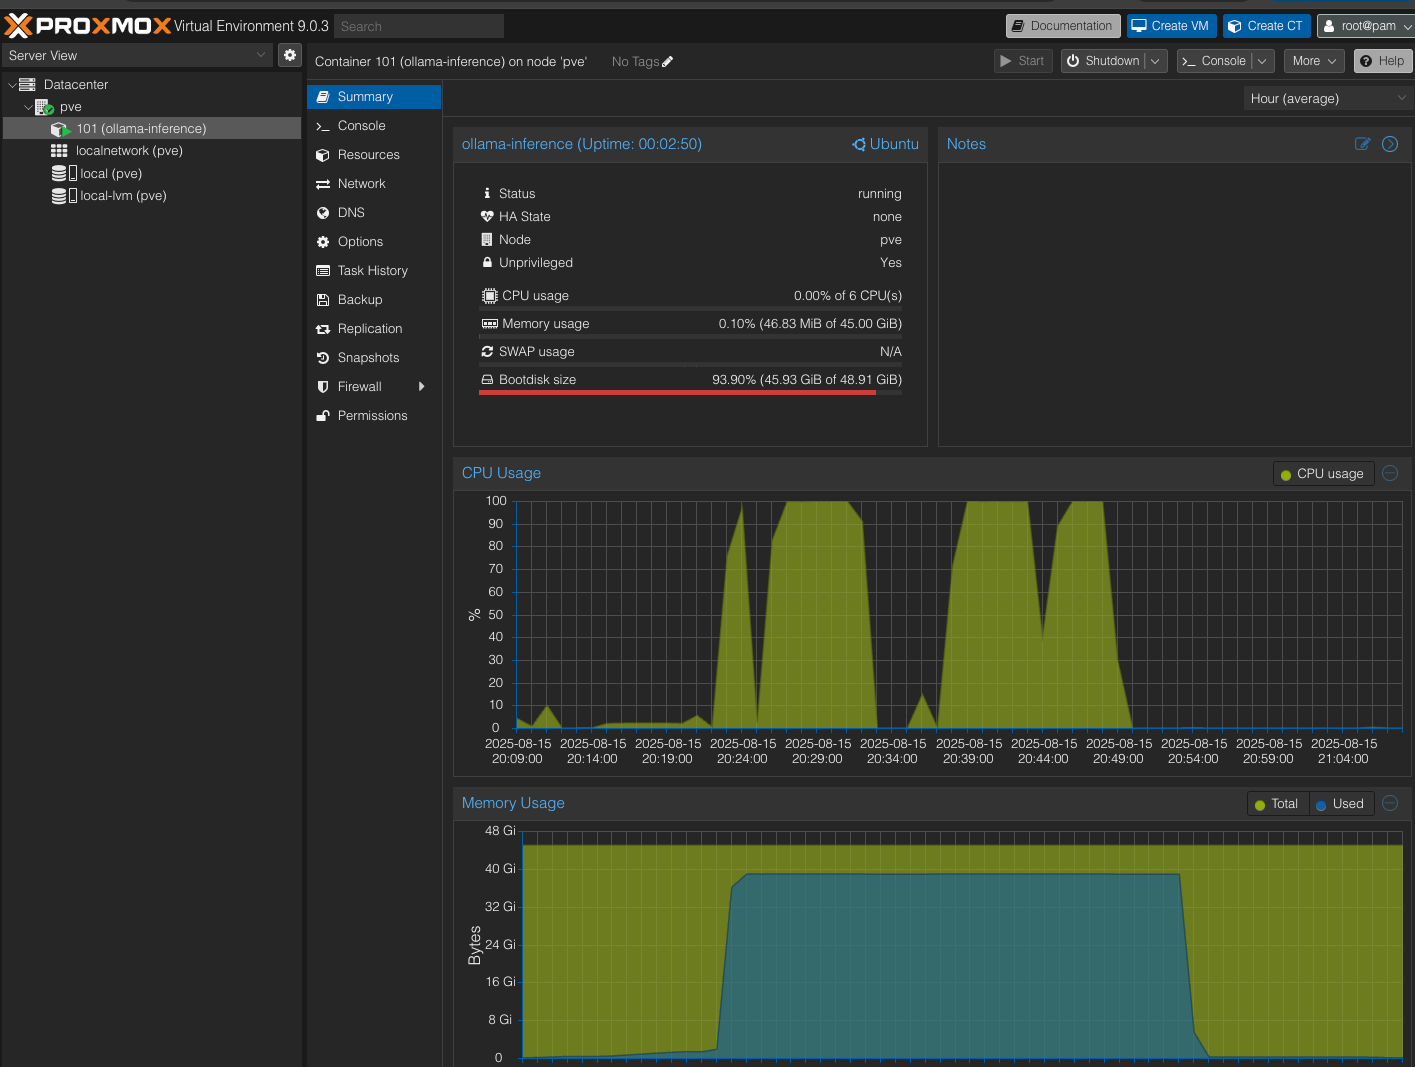 PROXMOX Virtual Environment 9.0.3 Search Documentation Create VM Create CT root@pam
Server View
Container 101 (ollama-inference) on node 'pve' No Tags Start Shutdown Console More Help
Datacenter
pve
101 (ollama-inference)
localnetwork (pve)
local (pve)
local-lvm (pve)
Summary
Console
Resources
Network
DNS
Options
Task History
Backup
Replication
Snapshots
Firewall
Permissions
Hour (average)
ollama-inference (Uptime: 00:02:50) Ubuntu
Status running
HA State none
Node pve
Unprivileged Yes
CPU usage 0.00% of 6 CPU(s)
Memory usage 0.10% (46.83 MiB of 45.00 GiB)
SWAP usage N/A
Bootdisk size 93.90% (45.93 GiB of 48.91 GiB)
Notes
CPU Usage
CPU usage
100
90
80
70
60
50
40
30
20
10
0
%
2025-08-15 2025-08-15 2025-08-15 2025-08-15 2025-08-15 2025-08-15 2025-08-15 2025-08-15 2025-08-15 2025-08-15 2025-08-15 2025-08-15
20:09:00 20:14:00 20:19:00 20:24:00 20:29:00 20:34:00 20:39:00 20:44:00 20:49:00 20:54:00 20:59:00 21:04:00
Memory Usage
Total Used
48 Gi
40 Gi
32 Gi
24 Gi
16 Gi
8 Gi
0
Bytes